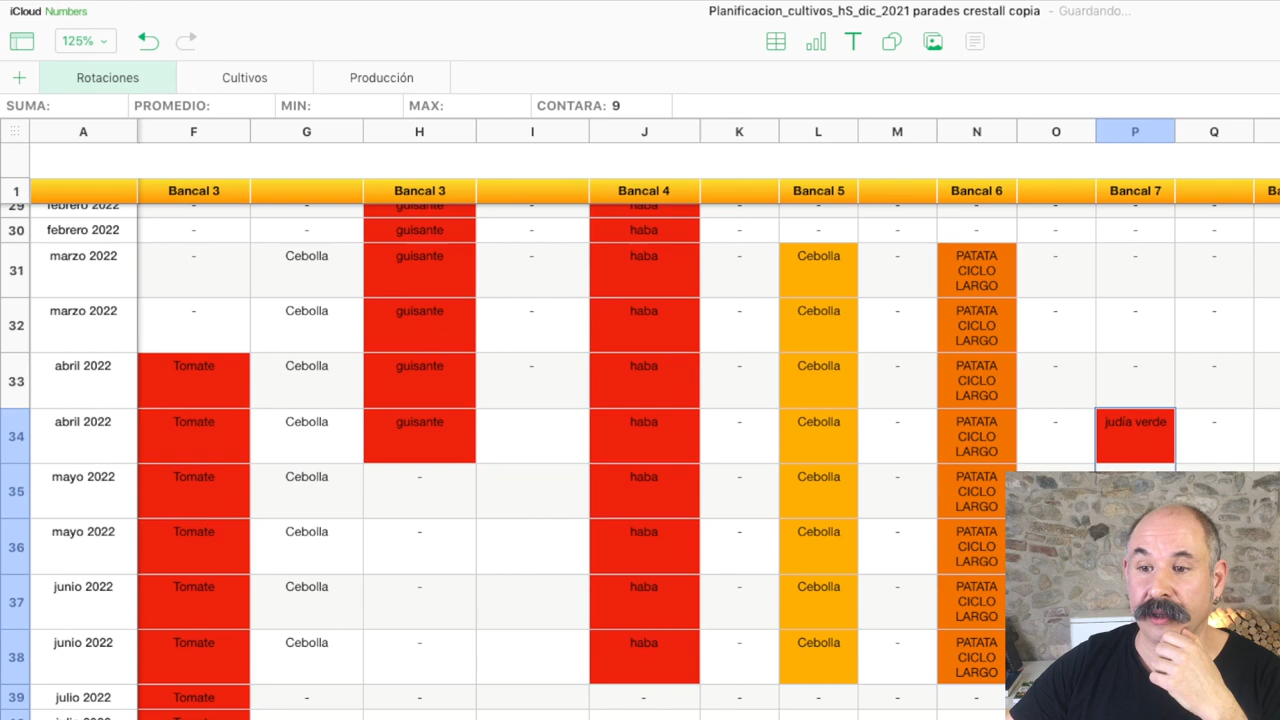 iCloud Numbers
Planificacion_cultivos_hS_dic_2021 parades crestall copia - Guardando...
125%
Rotaciones Cultivos Producción
SUMA: PROMEDIO: MIN: MAX: CONTARA: 9
A F G H I J K L M N O P Q
1 Bancal 3 Bancal 3 Bancal 4 Bancal 5 Bancal 6 Bancal 7 Ba
29 febrero 2022 - - guisante - haba - - - - - - -
30 febrero 2022 - - guisante - haba - - - - - - -
31 marzo 2022 - Cebolla guisante - haba - Cebolla - PATATA CICLO LARGO - - -
32 marzo 2022 - Cebolla guisante - haba - Cebolla - PATATA CICLO LARGO - - -
33 abril 2022 Tomate Cebolla guisante - haba - Cebolla - PATATA CICLO LARGO - - -
34 abril 2022 Tomate Cebolla guisante haba - Cebolla - PATATA CICLO LARGO - judía verde -
35 mayo 2022 Tomate Cebolla - haba - Cebolla - PATATA CICLO LARGO
36 mayo 2022 Tomate Cebolla - haba - Cebolla - PATATA CICLO LARGO
37 junio 2022 Tomate Cebolla - haba - Cebolla - PATATA CICLO LARGO
38 junio 2022 Tomate Cebolla - haba - Cebolla - PATATA CICLO LARGO
39 julio 2022 Tomate - - - - - - -